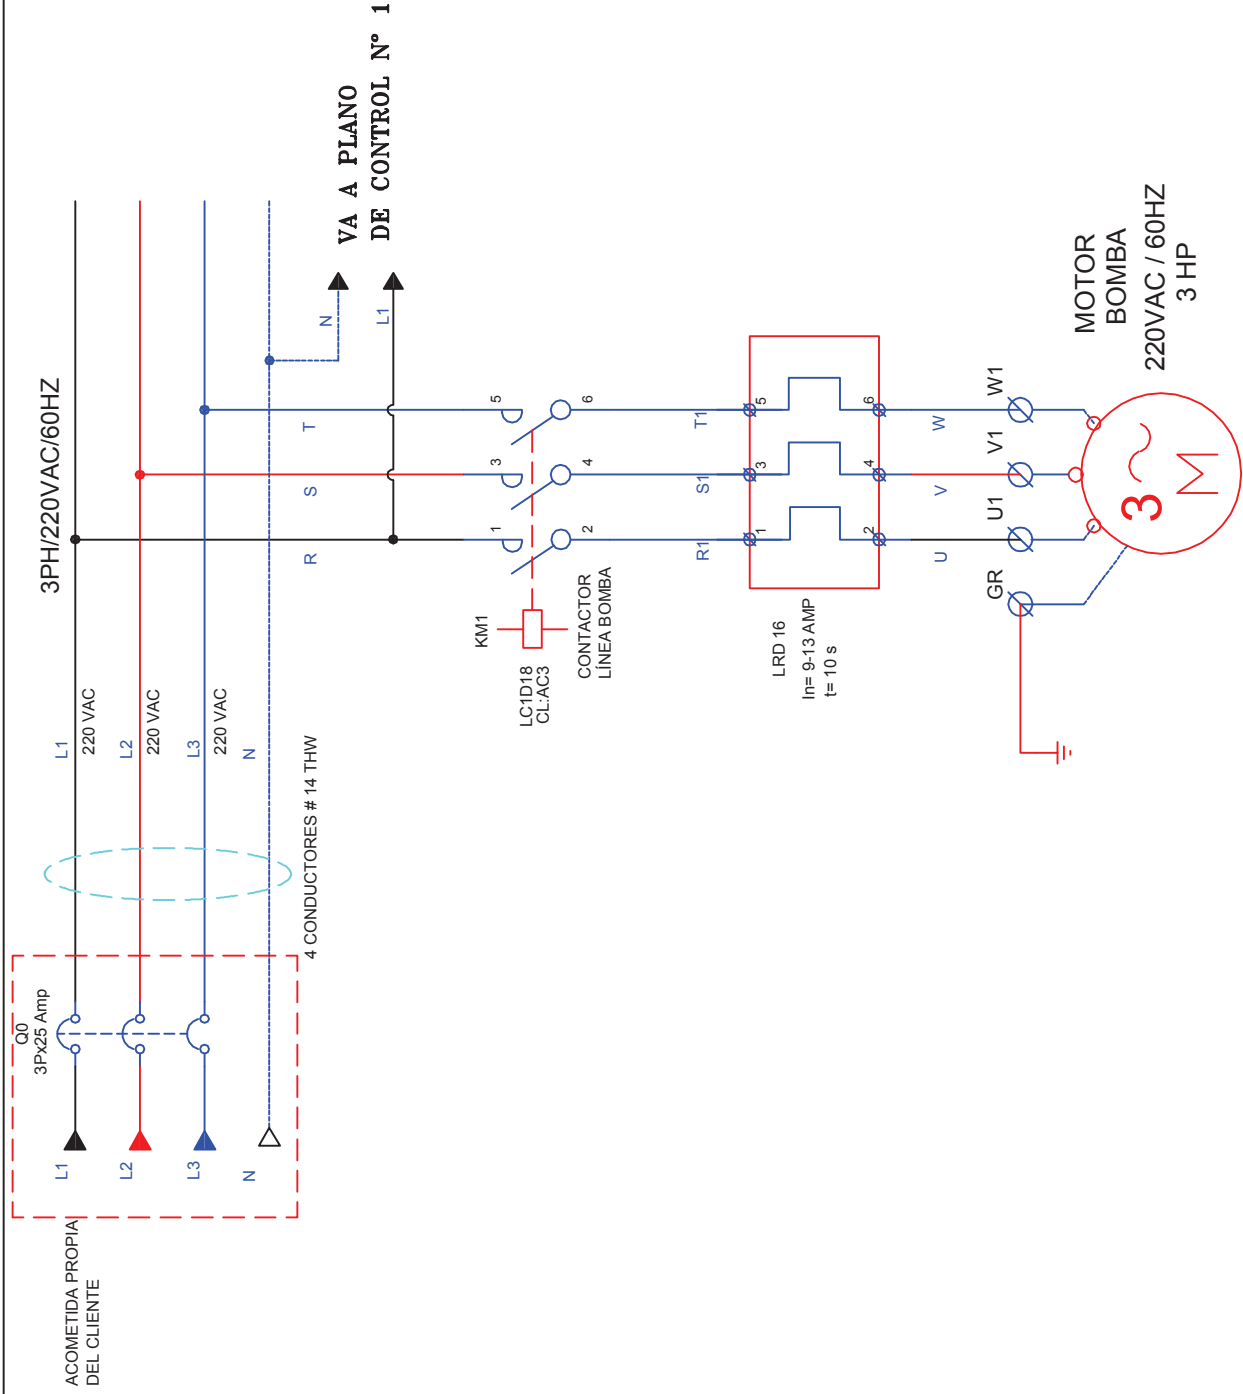 ACOMETIDA PROPIA
DEL CLIENTE
Q0
3Px25 Amp
L1
L2
L3
N
4 CONDUCTORES # 14 THW
L1
220 VAC
L2
220 VAC
L3
220 VAC
N
3PH/220VAC/60HZ
VA A PLANO
DE CONTROL N° 1
N
L1
R
S
T
1
3
5
2
4
6
KM1
LC1D18
CL:AC3
CONTACTOR
LÍNEA BOMBA
R1
S1
T1
1
3
5
2
4
6
LRD 16
In= 9-13 AMP
t= 10 s
U
V
W
GR
U1
V1
W1
MOTOR
BOMBA
220VAC / 60HZ
3 HP
3
M